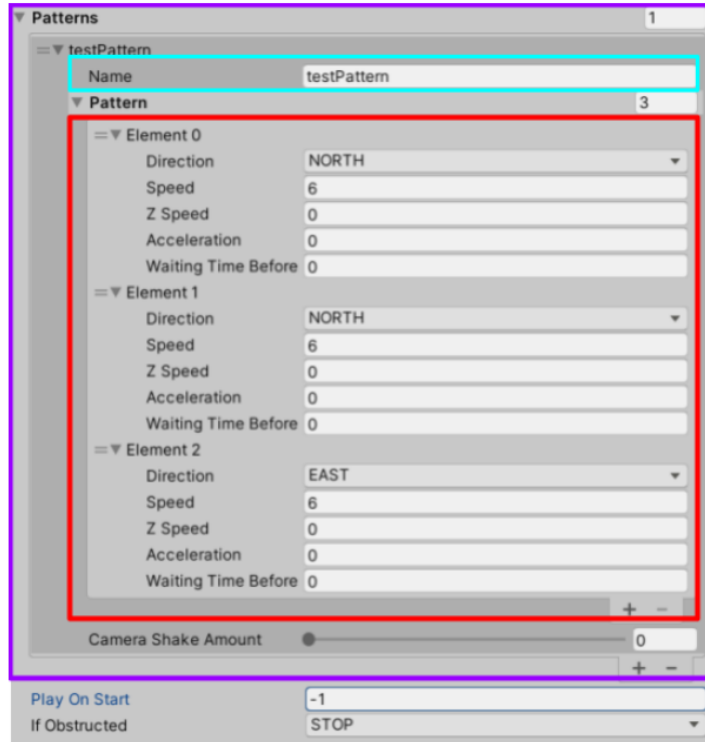 Patterns 1
testPattern
Name testPattern
Pattern 3
Element 0
Direction NORTH
Speed 6
Z Speed 0
Acceleration 0
Waiting Time Before 0
Element 1
Direction NORTH
Speed 6
Z Speed 0
Acceleration 0
Waiting Time Before 0
Element 2
Direction EAST
Speed 6
Z Speed 0
Acceleration 0
Waiting Time Before 0
+ −
Camera Shake Amount 0
+ −
Play On Start -1
If Obstructed STOP